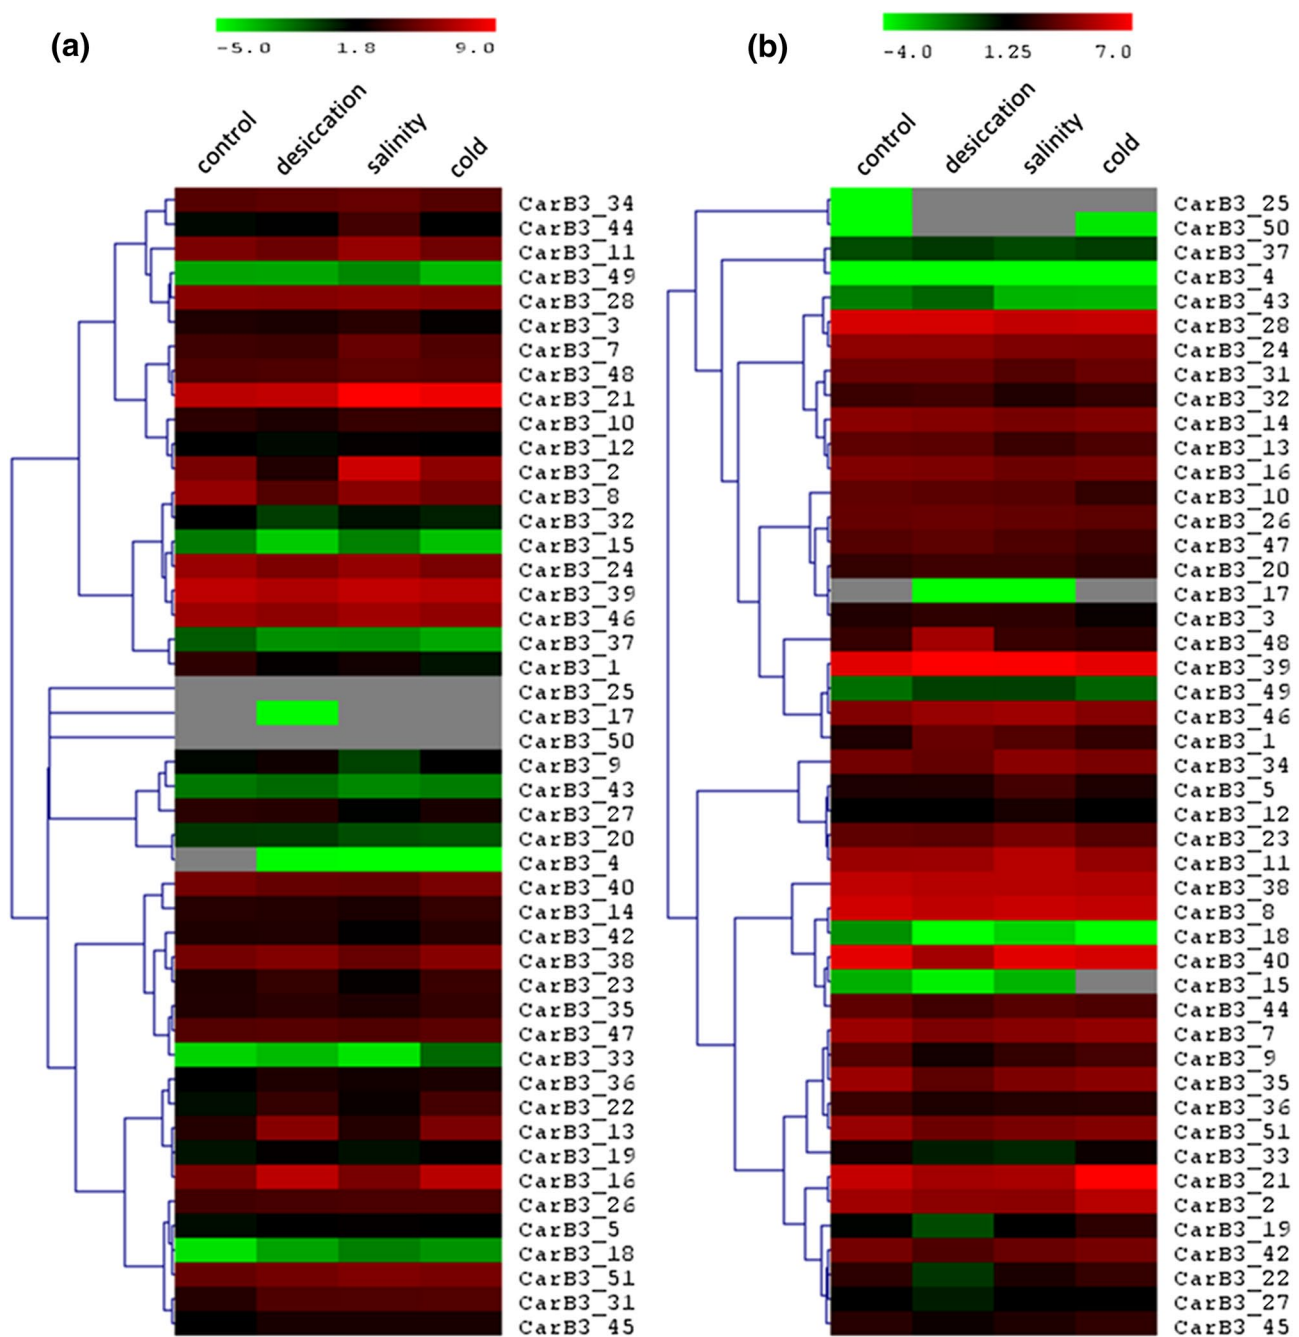 (a)
-5.0 1.8 9.0
control desiccation salinity cold
CarB3_34
CarB3_44
CarB3_11
CarB3_49
CarB3_28
CarB3_3
CarB3_7
CarB3_48
CarB3_21
CarB3_10
CarB3_12
CarB3_2
CarB3_8
CarB3_32
CarB3_15
CarB3_24
CarB3_39
CarB3_46
CarB3_37
CarB3_1
CarB3_25
CarB3_17
CarB3_50
CarB3_9
CarB3_43
CarB3_27
CarB3_20
CarB3_4
CarB3_40
CarB3_14
CarB3_42
CarB3_38
CarB3_23
CarB3_35
CarB3_47
CarB3_33
CarB3_36
CarB3_22
CarB3_13
CarB3_19
CarB3_16
CarB3_26
CarB3_5
CarB3_18
CarB3_51
CarB3_31
CarB3_45
(b)
-4.0 1.25 7.0
control desiccation salinity cold
CarB3_25
CarB3_50
CarB3_37
CarB3_4
CarB3_43
CarB3_28
CarB3_24
CarB3_31
CarB3_32
CarB3_14
CarB3_13
CarB3_16
CarB3_10
CarB3_26
CarB3_47
CarB3_20
CarB3_17
CarB3_3
CarB3_48
CarB3_39
CarB3_49
CarB3_46
CarB3_1
CarB3_34
CarB3_5
CarB3_12
CarB3_23
CarB3_11
CarB3_38
CarB3_8
CarB3_18
CarB3_40
CarB3_15
CarB3_44
CarB3_7
CarB3_9
CarB3_35
CarB3_36
CarB3_51
CarB3_33
CarB3_21
CarB3_2
CarB3_19
CarB3_42
CarB3_22
CarB3_27
CarB3_45